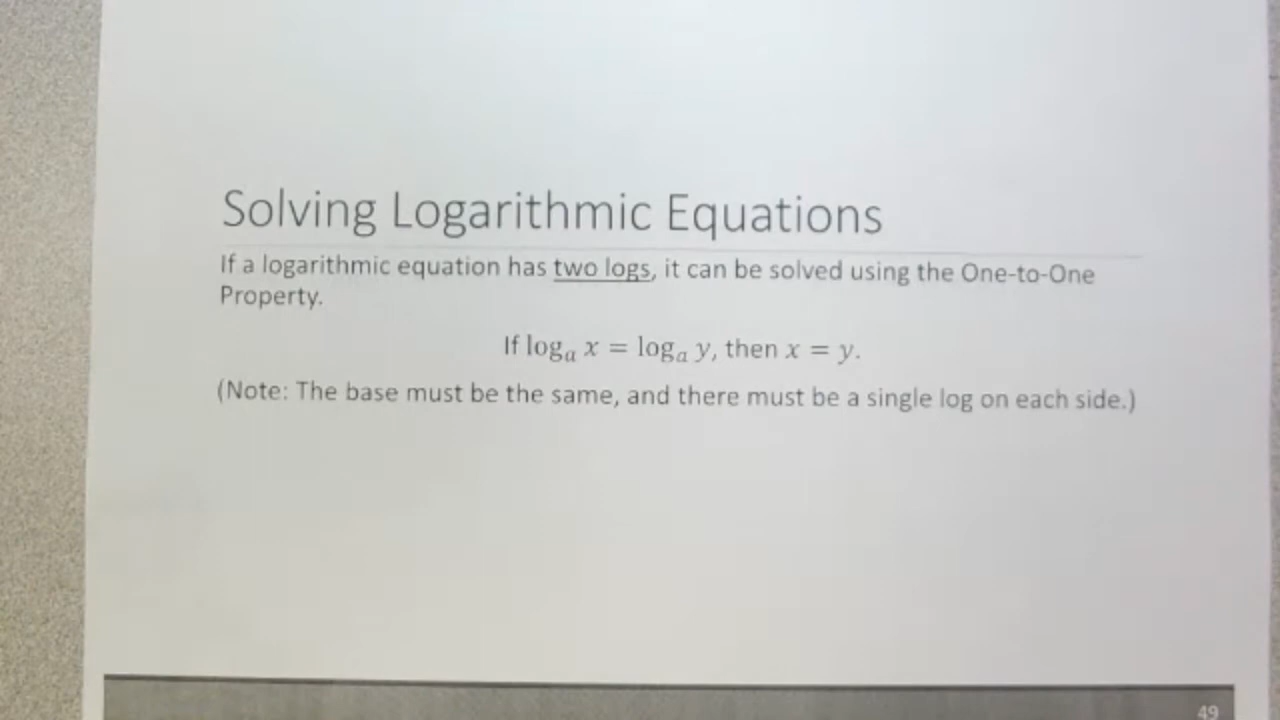 Solving Logarithmic Equations
If a logarithmic equation has two logs, it can be solved using the One-to-One
Property.
If logₐ x = logₐ y, then x = y.
(Note: The base must be the same, and there must be a single log on each side.)
49